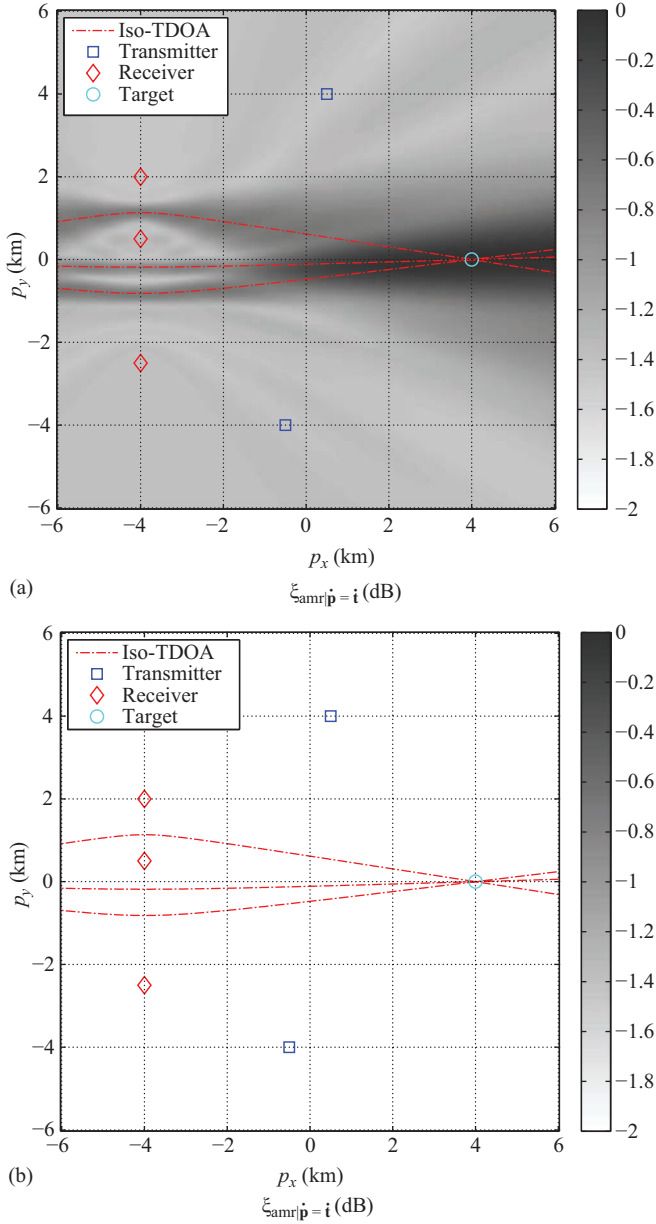 6
4
2
0
−2
−4
−6
p_y (km)
Iso-TDOA
Transmitter
Receiver
Target
−6 −4 −2 0 2 4 6
p_x (km)
0
−0.2
−0.4
−0.6
−0.8
−1
−1.2
−1.4
−1.6
−1.8
−2
(a)
ξ_amr|ṗ = ṫ (dB)
6
4
2
0
−2
−4
−6
p_y (km)
Iso-TDOA
Transmitter
Receiver
Target
−6 −4 −2 0 2 4 6
p_x (km)
0
−0.2
−0.4
−0.6
−0.8
−1
−1.2
−1.4
−1.6
−1.8
−2
(b)
ξ_amr|ṗ = ṫ (dB)